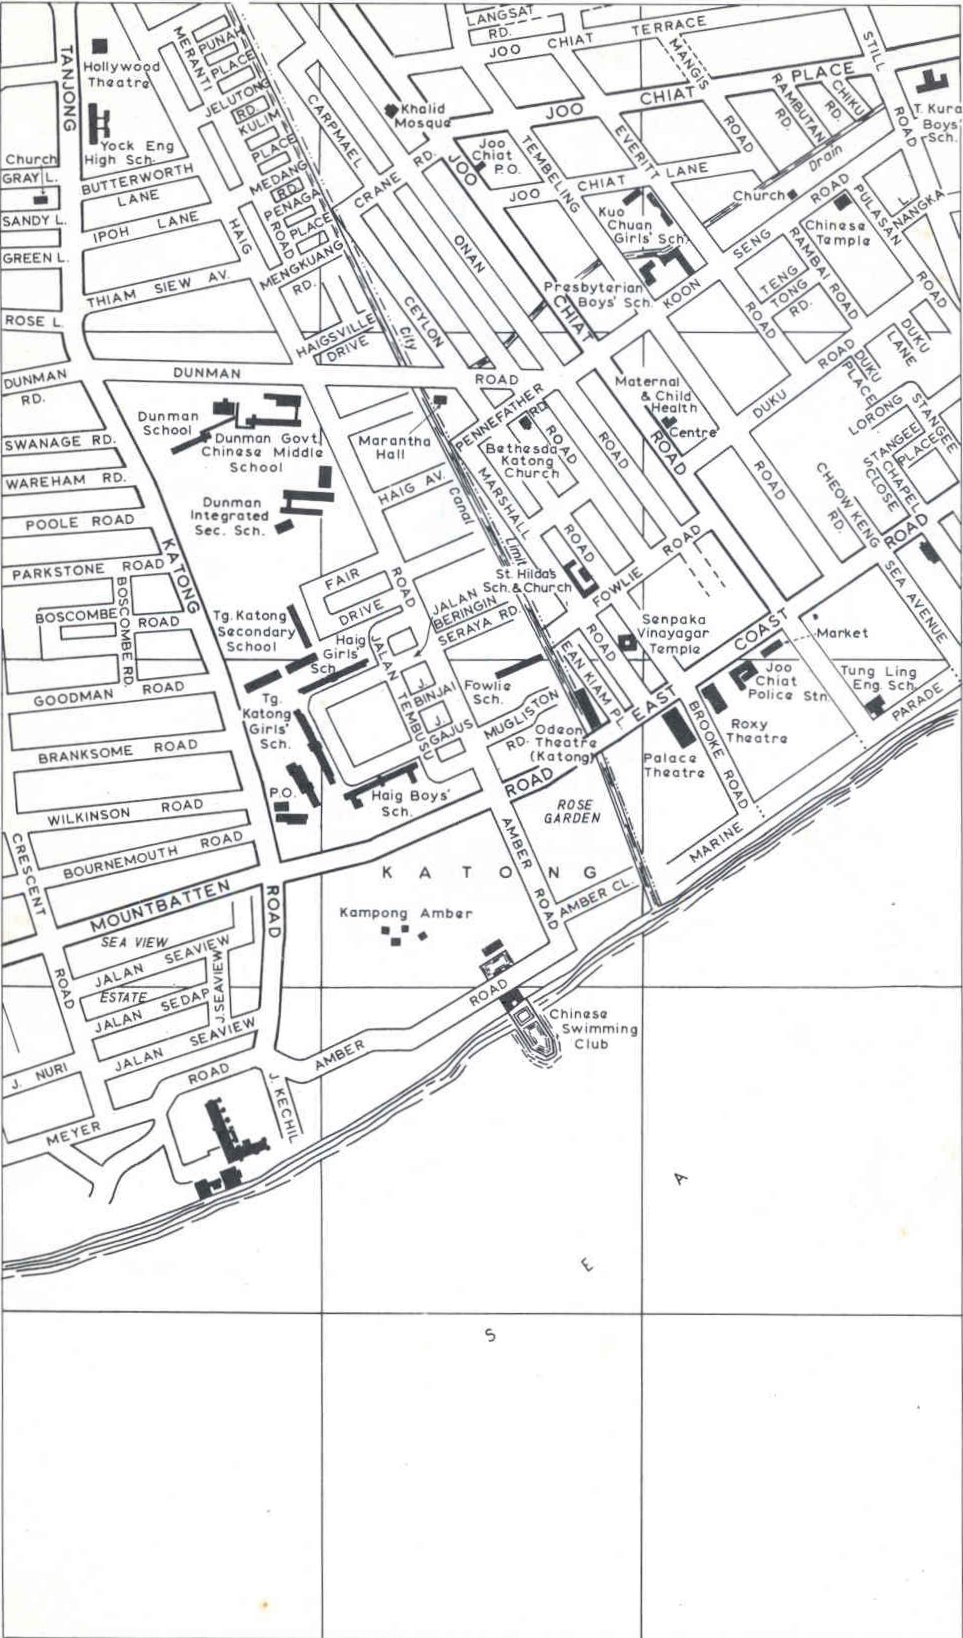 LANGSAT
RD.
JOO CHIAT TERRACE
MANGIS
STILL
ROAD
TANJONG
Hollywood
Theatre
MERANTI
PUNAH
PLACE
JELUTONG
RD.
KULIM
PLACE
MEDANG
RD.
PENAGA
PLACE
ROAD
MENGKUANG
RD.
CARPMAEL
Khalid
Mosque
JOO CHIAT PLACE
RAMBUTAN
RD.
CHIKU
RD.
T. Kura
Boys'
Sch.
Yock Eng
High Sch.
Church
GRAY L.
SANDY L.
GREEN L.
ROSE L.
BUTTERWORTH
LANE
IPOH LANE
THIAM SIEW AV.
HAIG
CRANE RD.
JOO
CHIAT
ROAD
Joo
Chiat
P.O.
TEMBELING
ROAD
EVERITT
ROAD
JOO CHIAT LANE
Drain
Church
Kuo
Chuan
Girls' Sch.
Presbyterian
Boys' Sch.
KOON SENG ROAD
Chinese
Temple
PULASAN
ROAD
L. NANGKA
RAMBAI ROAD
TENG
TONG
RD.
ROAD
DUKU ROAD
DUKU
LANE
DUKU
PLACE
ONAN
ROAD
CEYLON
ROAD
City
Limit
Canal
HAIGSVILLE
DRIVE
DUNMAN
RD.
DUNMAN ROAD
SWANAGE RD.
WAREHAM RD.
POOLE ROAD
PARKSTONE ROAD
BOSCOMBE ROAD
BOSCOMBE RD.
GOODMAN ROAD
BRANKSOME ROAD
WILKINSON ROAD
BOURNEMOUTH ROAD
CRESCENT
KATONG
ROAD
Dunman
School
Dunman Govt.
Chinese Middle
School
Dunman
Integrated
Sec. Sch.
Marantha
Hall
HAIG AV.
PENNEFATHER
RD.
Bethesda
Katong
Church
MARSHALL
ROAD
Maternal
& Child
Health
Centre
LORONG
STANGEE
STANGEE
PLACE
CHAPEL
CLOSE
CHEOW KENG
RD.
SEA AVENUE
FAIR
DRIVE
ROAD
JALAN
BERINGIN
SERAYA RD.
St. Hilda's
Sch. & Church
FOWLIE ROAD
ROAD
Tg. Katong
Secondary
School
Haig
Girls'
Sch.
Tg.
Katong
Girls'
Sch.
P.O.
JALAN TEMBUSU
J.
BINJAI
J.
GAJUS
Haig Boys'
Sch.
Fowlie
Sch.
MUGLISTON
RD.
EAN KIAM PL.
Odeon
Theatre
(Katong)
Senpaka
Vinayagar
Temple
EAST COAST ROAD
Market
Joo
Chiat
Police Stn.
Roxy
Theatre
Palace
Theatre
BROOKE ROAD
Tung Ling
Eng. Sch.
MARINE PARADE
ROSE
GARDEN
KATONG
MOUNTBATTEN ROAD
AMBER
ROAD
AMBER CL.
Kampong Amber
SEA VIEW
ESTATE
JALAN SEAVIEW
JALAN SEDAP
J. SEAVIEW
JALAN SEAVIEW
ROAD
J. NURI
MEYER ROAD
J. KECHIL
AMBER ROAD
Chinese
Swimming
Club
SEA